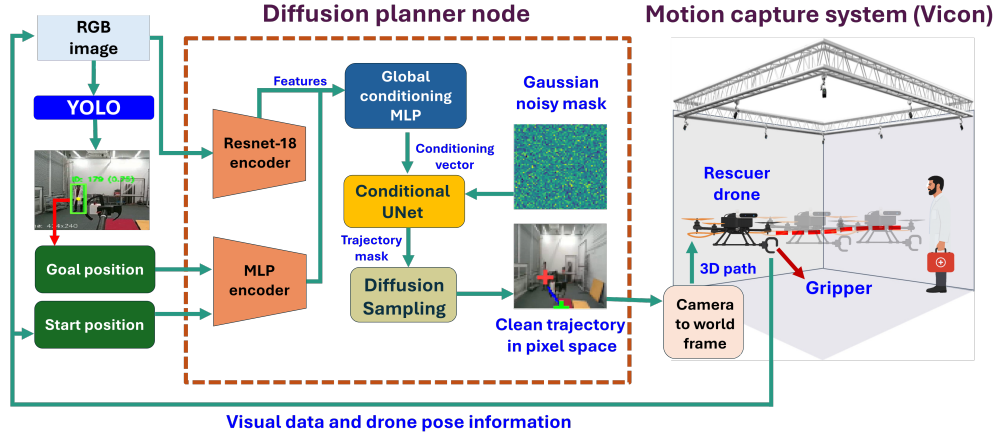 Diffusion planner node
Motion capture system (Vicon)
RGB
image
YOLO
Goal position
Start position
Features
Resnet-18
encoder
MLP
encoder
Global
conditioning
MLP
Conditioning
vector
Conditional
UNet
Trajectory
mask
Diffusion
Sampling
Gaussian
noisy mask
Clean trajectory
in pixel space
Camera
to world
frame
3D path
Rescuer
drone
Gripper
Visual data and drone pose information